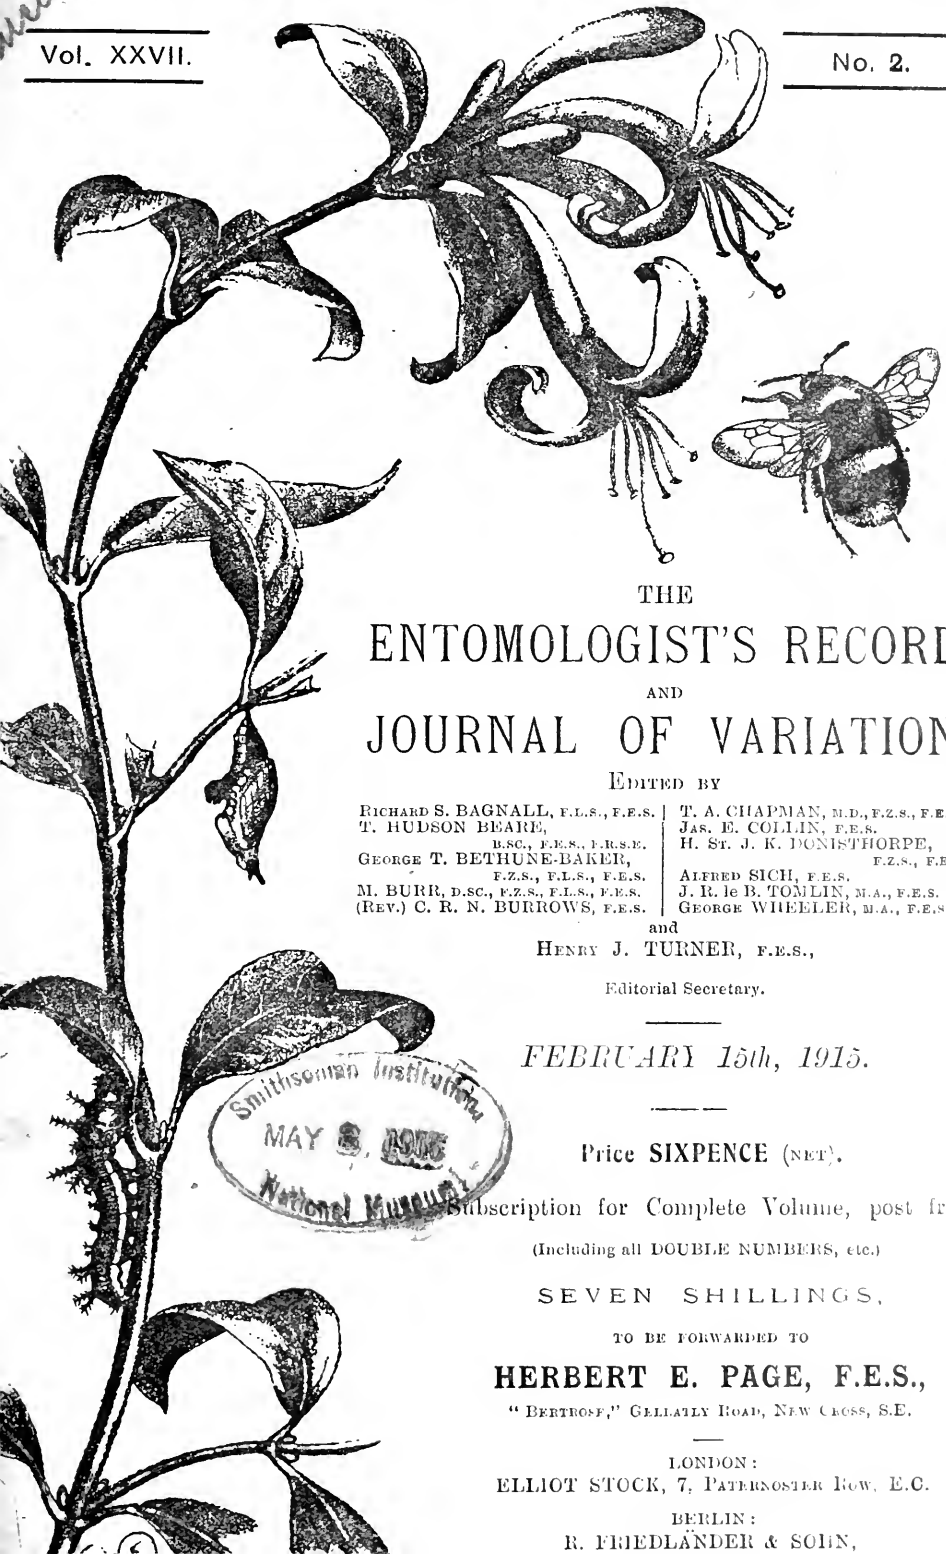 Vol. XXVII.
No. 2.
THE
ENTOMOLOGIST'S RECORD
AND
JOURNAL OF VARIATION
EDITED BY
RICHARD S. BAGNALL, F.L.S., F.E.S.
T. HUDSON BEARE,
B.SC., F.E.S., F.R.S.E.
GEORGE T. BETHUNE-BAKER,
F.Z.S., F.L.S., F.E.S.
M. BURR, D.SC., F.Z.S., F.L.S., F.E.S.
(REV.) C. R. N. BURROWS, F.E.S.
T. A. CHAPMAN, M.D., F.Z.S., F.E
JAS. E. COLLIN, F.E.S.
H. ST. J. K. DONISTHORPE,
F.Z.S., F.E
ALFRED SICH, F.E.S.
J. R. le B. TOMLIN, M.A., F.E.S.
GEORGE WHEELER, M.A., F.E.S
and
HENRY J. TURNER, F.E.S.,
Editorial Secretary.
FEBRUARY 15th, 1915.
Smithsonian Institution
MAY
National Museum
Price SIXPENCE (NET).
Subscription for Complete Volume, post fr
(Including all DOUBLE NUMBERS, etc.)
SEVEN SHILLINGS,
TO BE FORWARDED TO
HERBERT E. PAGE, F.E.S.,
"BERTROSE," GELLATLY ROAD, NEW CROSS, S.E.
LONDON:
ELLIOT STOCK, 7, PATERNOSTER ROW, E.C.
BERLIN:
R. FRIEDLÄNDER & SOHN,